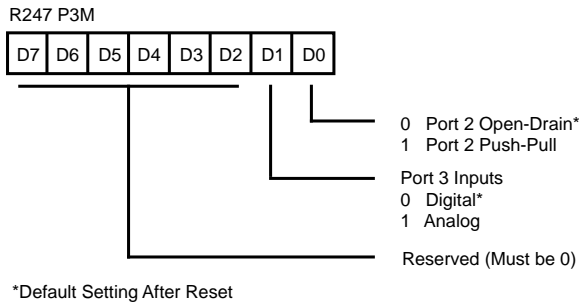 R247 P3M
D7 D6 D5 D4 D3 D2 D1 D0
0 Port 2 Open-Drain*
1 Port 2 Push-Pull
Port 3 Inputs
0 Digital*
1 Analog
Reserved (Must be 0)
*Default Setting After Reset